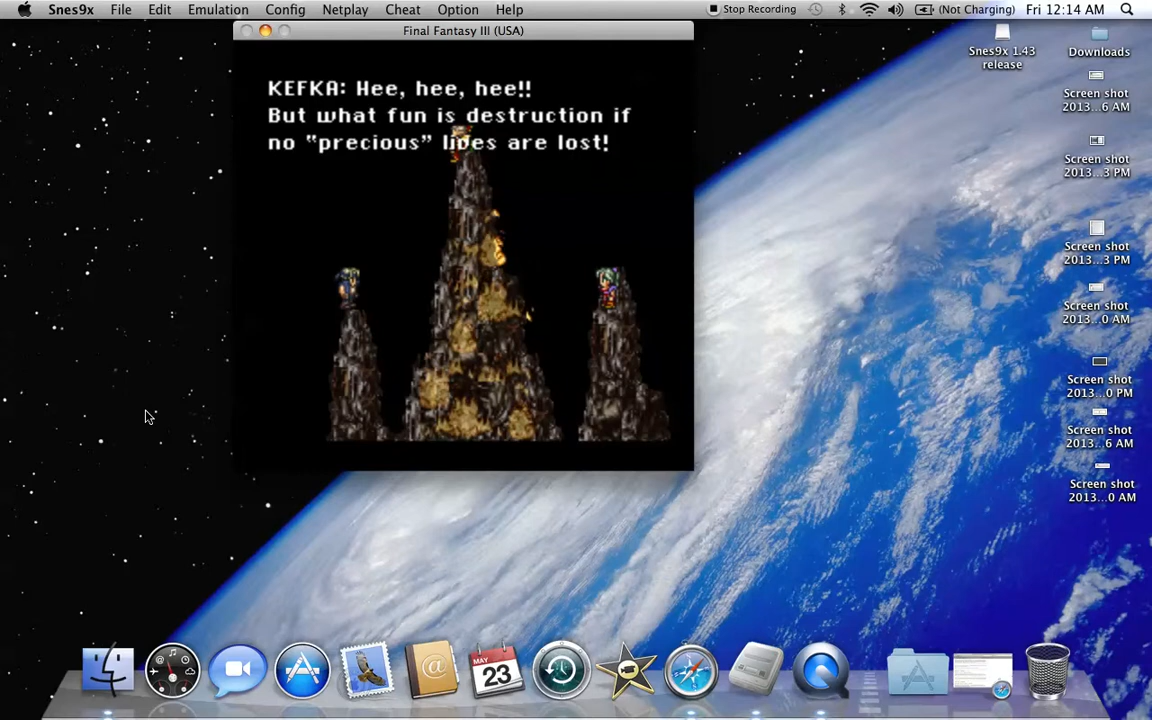 Snes9x File Edit Emulation Config Netplay Cheat Option Help Stop Recording (Not Charging) Fri 12:14 AM
Final Fantasy III (USA)
KEFKA: Hee, hee, hee!!
But what fun is destruction if
no "precious" lives are lost!
Snes9x 1.43
release
Downloads
Screen shot
2013...6 AM
Screen shot
2013...3 PM
Screen shot
2013...3 PM
Screen shot
2013...0 AM
Screen shot
2013...0 PM
Screen shot
2013...6 AM
Screen shot
2013...0 AM
MAY
23